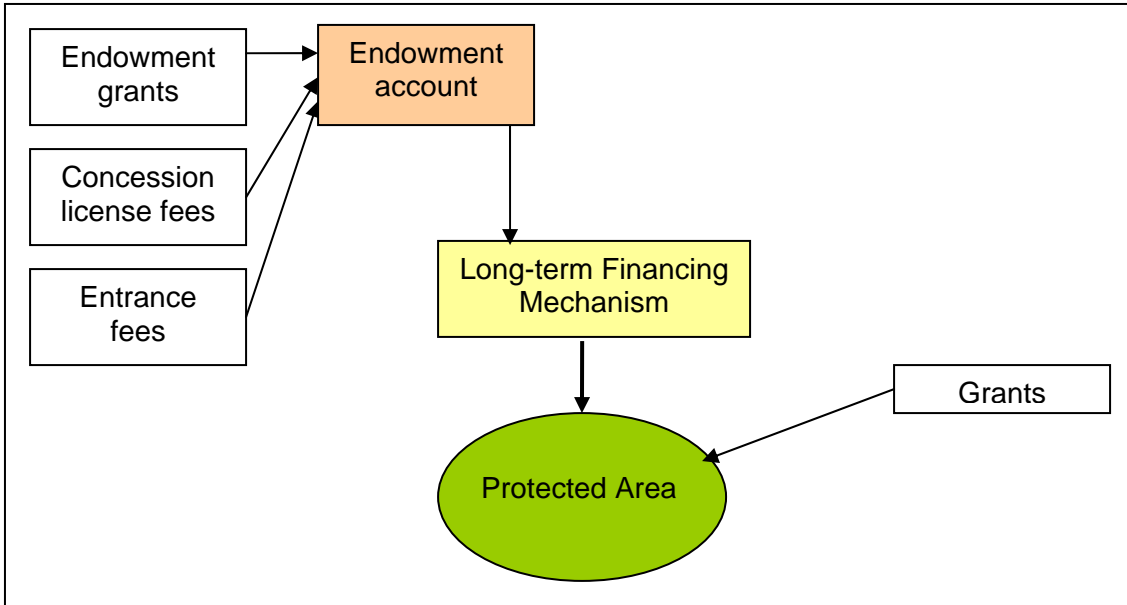 Endowment
grants
Endowment
account
Concession
license fees
Long-term Financing
Mechanism
Entrance
fees
Grants
Protected Area